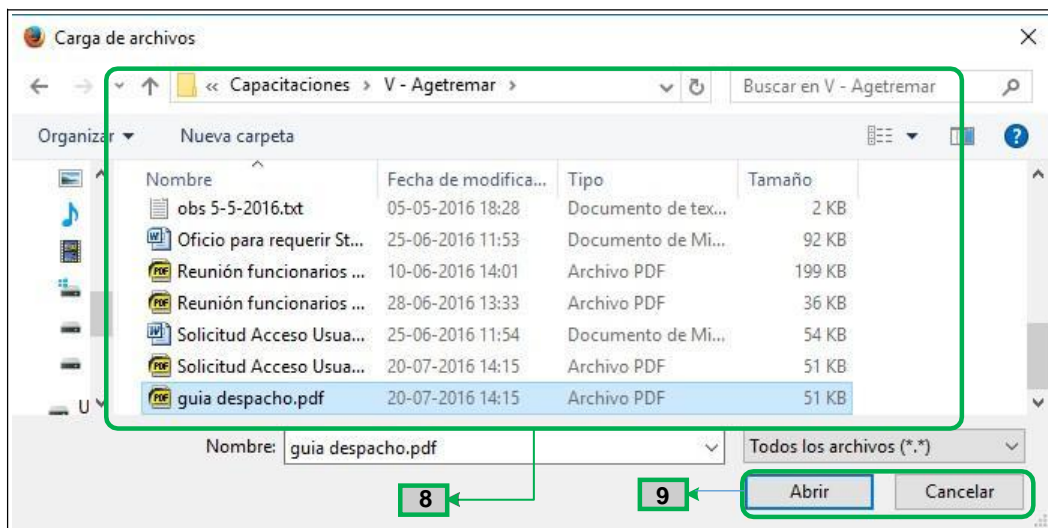 Carga de archivos
« Capacitaciones › V - Agetremar ›
Buscar en V - Agetremar
Organizar Nueva carpeta
Nombre Fecha de modifica... Tipo Tamaño
obs 5-5-2016.txt 05-05-2016 18:28 Documento de tex... 2 KB
Oficio para requerir St... 25-06-2016 11:53 Documento de Mi... 92 KB
Reunión funcionarios ... 10-06-2016 14:01 Archivo PDF 199 KB
Reunión funcionarios ... 28-06-2016 13:33 Archivo PDF 36 KB
Solicitud Acceso Usua... 25-06-2016 11:54 Documento de Mi... 54 KB
Solicitud Acceso Usua... 20-07-2016 14:15 Archivo PDF 51 KB
U guia despacho.pdf 20-07-2016 14:15 Archivo PDF 51 KB
Nombre: guia despacho.pdf Todos los archivos (*.*)
8 9 Abrir Cancelar